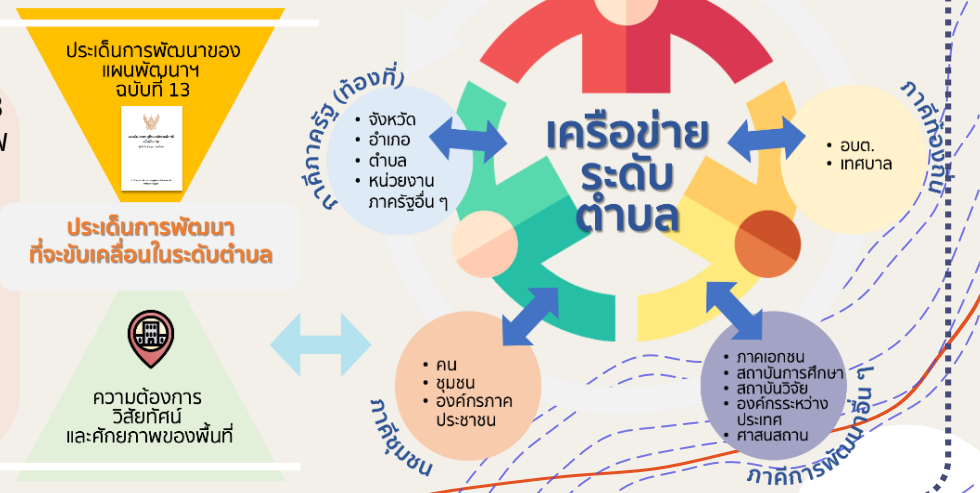 ประเด็นการพัฒนาของ
แผนพัฒนาฯ
ฉบับที่ 13
ประเด็นการพัฒนา
ที่จะขับเคลื่อนในระดับตำบล
ความต้องการ
วิสัยทัศน์
และศักยภาพของพื้นที่
ภาคีภาครัฐ (ท้องที่)
• จังหวัด
• อำเภอ
• ตำบล
• หน่วยงาน
ภาครัฐอื่น ๆ
เครือข่าย
ระดับ
ตำบล
ภาคีท้องถิ่น
• อบต.
• เทศบาล
• คน
• ชุมชน
• องค์กรภาค
ประชาชน
ภาคีชุมชน
• ภาคเอกชน
• สถาบันการศึกษา
• สถาบันวิจัย
• องค์กรระหว่าง
ประเทศ
• ศาสนสถาน
ภาคีการพัฒนาอื่น ๆ